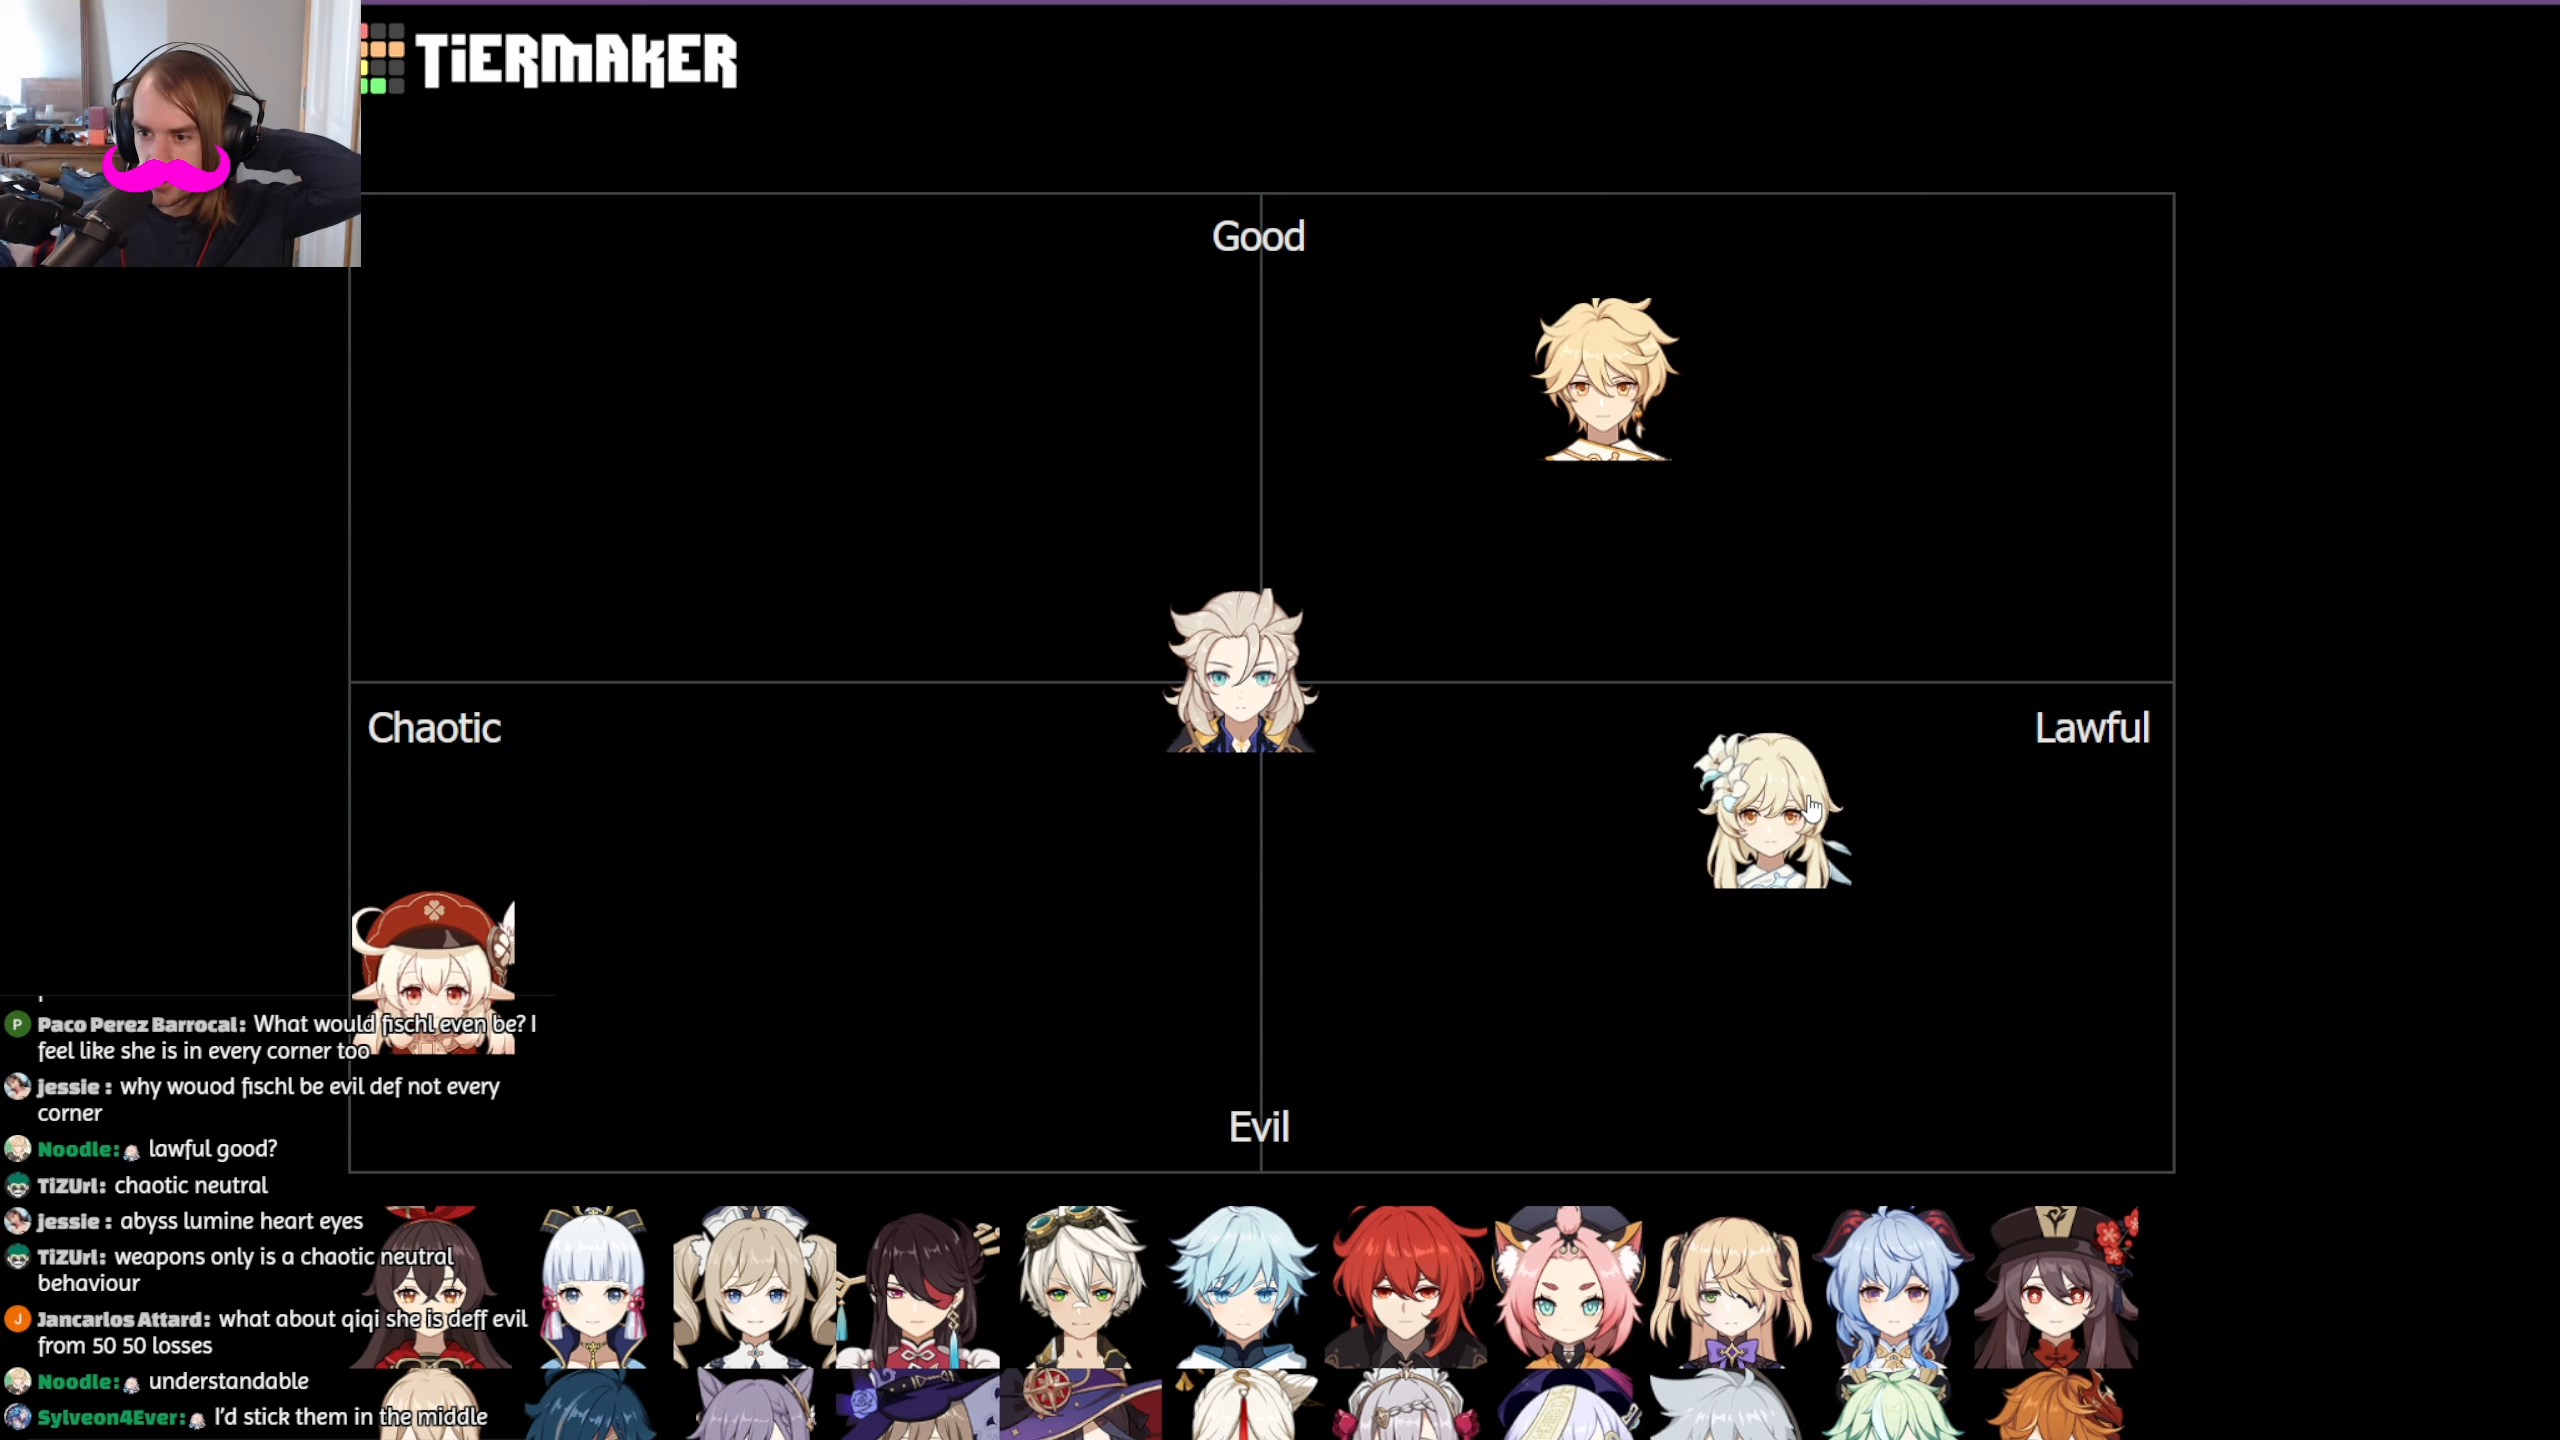 TiERMAKER
Good
Chaotic
Lawful
Evil
P Paco Perez Barrocal: What would fischl even be? I
feel like she is in every corner too
jessie : why wouod fischl be evil def not every
corner
Noodle: lawful good?
TiZUrl: chaotic neutral
jessie : abyss lumine heart eyes
TiZUrl: weapons only is a chaotic neutral
behaviour
J Jancarlos Attard: what about qiqi she is deff evil
from 50 50 losses
Noodle: understandable
Sylveon4Ever: I'd stick them in the middle